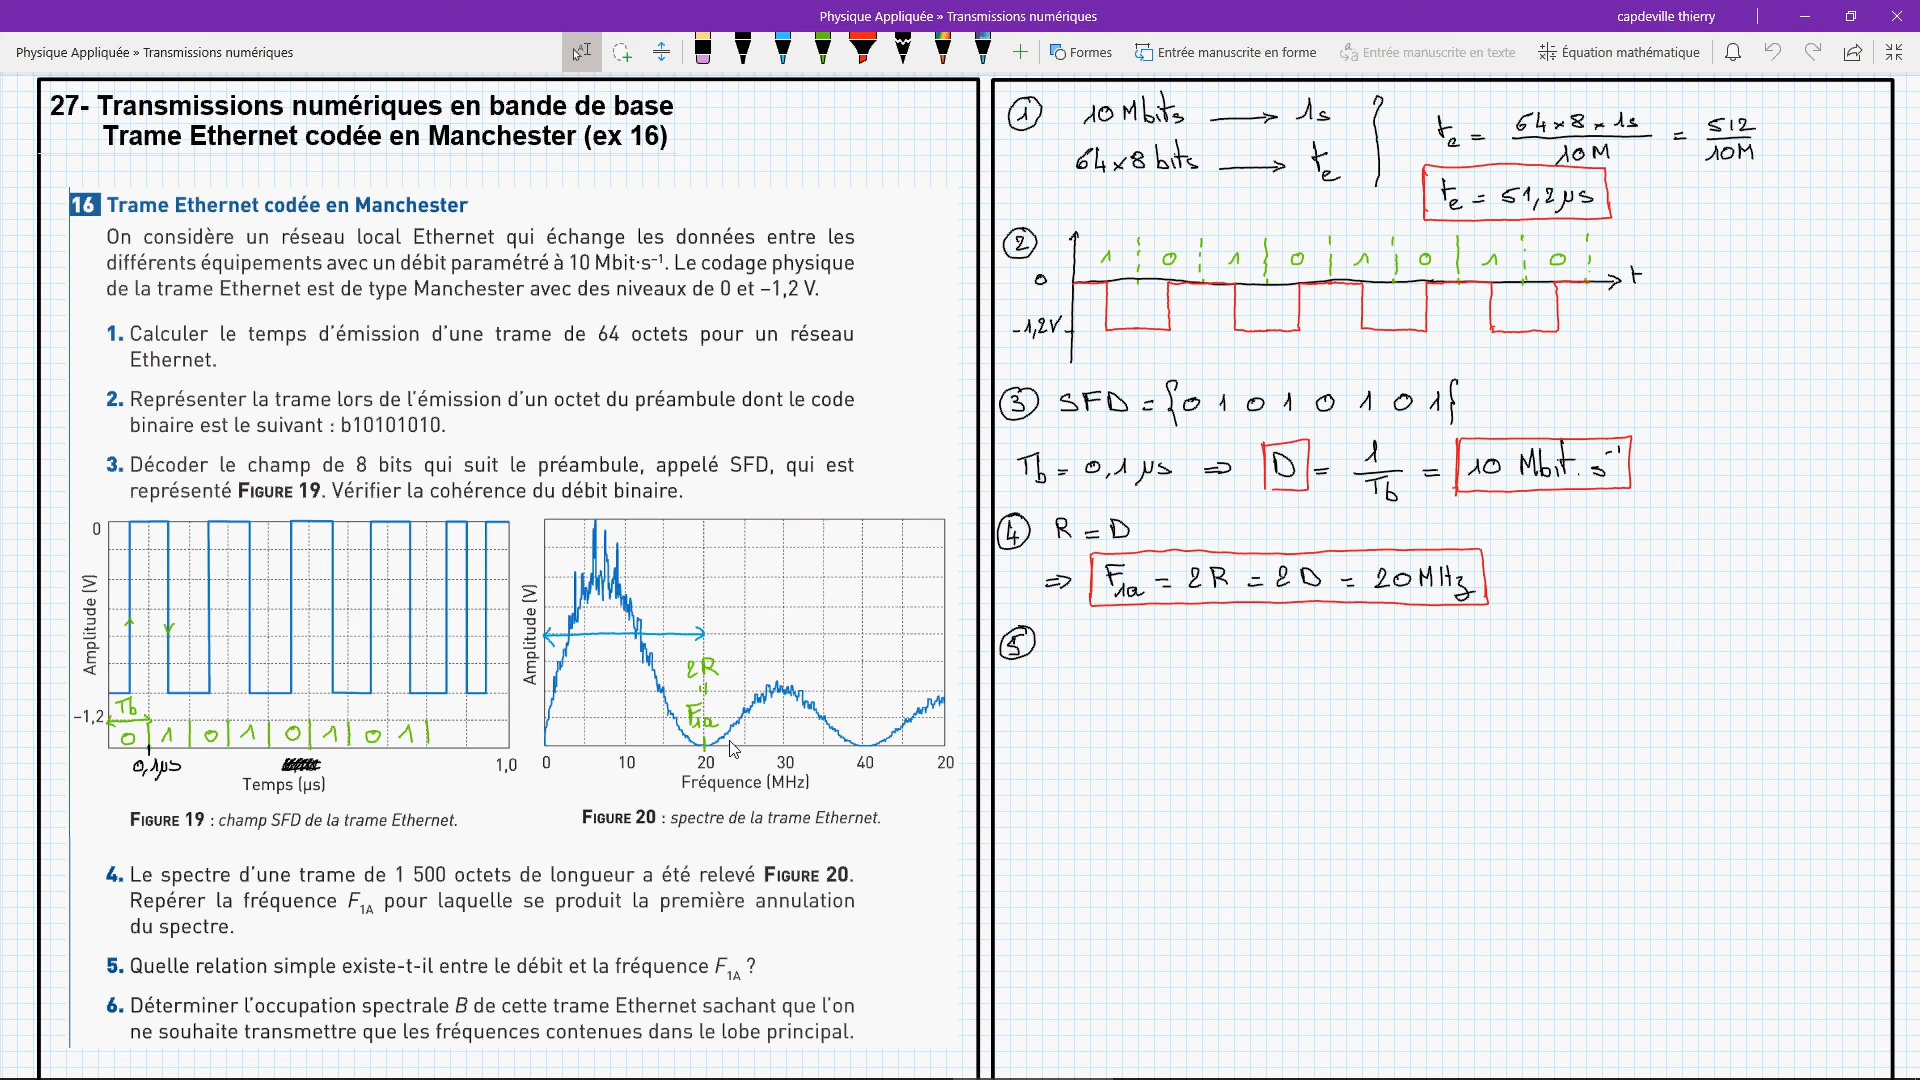 Physique Appliquée » Transmissions numériques
capdeville thierry
Physique Appliquée » Transmissions numériques
Formes
Entrée manuscrite en forme
Entrée manuscrite en texte
Équation mathématique
27- Transmissions numériques en bande de base
Trame Ethernet codée en Manchester (ex 16)
16 Trame Ethernet codée en Manchester
On considère un réseau local Ethernet qui échange les données entre les
différents équipements avec un débit paramétré à 10 Mbit·s⁻¹. Le codage physique
de la trame Ethernet est de type Manchester avec des niveaux de 0 et –1,2 V.
1. Calculer le temps d'émission d'une trame de 64 octets pour un réseau
Ethernet.
2. Représenter la trame lors de l'émission d'un octet du préambule dont le code
binaire est le suivant : b10101010.
3. Décoder le champ de 8 bits qui suit le préambule, appelé SFD, qui est
représenté FIGURE 19. Vérifier la cohérence du débit binaire.
0
Amplitude (V)
–1,2
Tb
0 1 0 1 0 1 0 1
0,1µs
1,0
Temps (µs)
FIGURE 19 : champ SFD de la trame Ethernet.
Amplitude (V)
2R
=
F1a
0 10 20 30 40 20
Fréquence (MHz)
FIGURE 20 : spectre de la trame Ethernet.
4. Le spectre d'une trame de 1 500 octets de longueur a été relevé FIGURE 20.
Repérer la fréquence F1A pour laquelle se produit la première annulation
du spectre.
5. Quelle relation simple existe-t-il entre le débit et la fréquence F1A ?
6. Déterminer l'occupation spectrale B de cette trame Ethernet sachant que l'on
ne souhaite transmettre que les fréquences contenues dans le lobe principal.
① 10 Mbits → 1s
64×8 bits → te
te = 64×8×1s / 10M = 512 / 10M
te = 51,2 µs
②
1 0 1 0 1 0 1 0
0 t
-1,2V
③ SFD = {0 1 0 1 0 1 0 1}
Tb = 0,1 µs ⇒ D = 1/Tb = 10 Mbit.s⁻¹
④ R = D
⇒ F1a = 2R = 2D = 20MHz
⑤